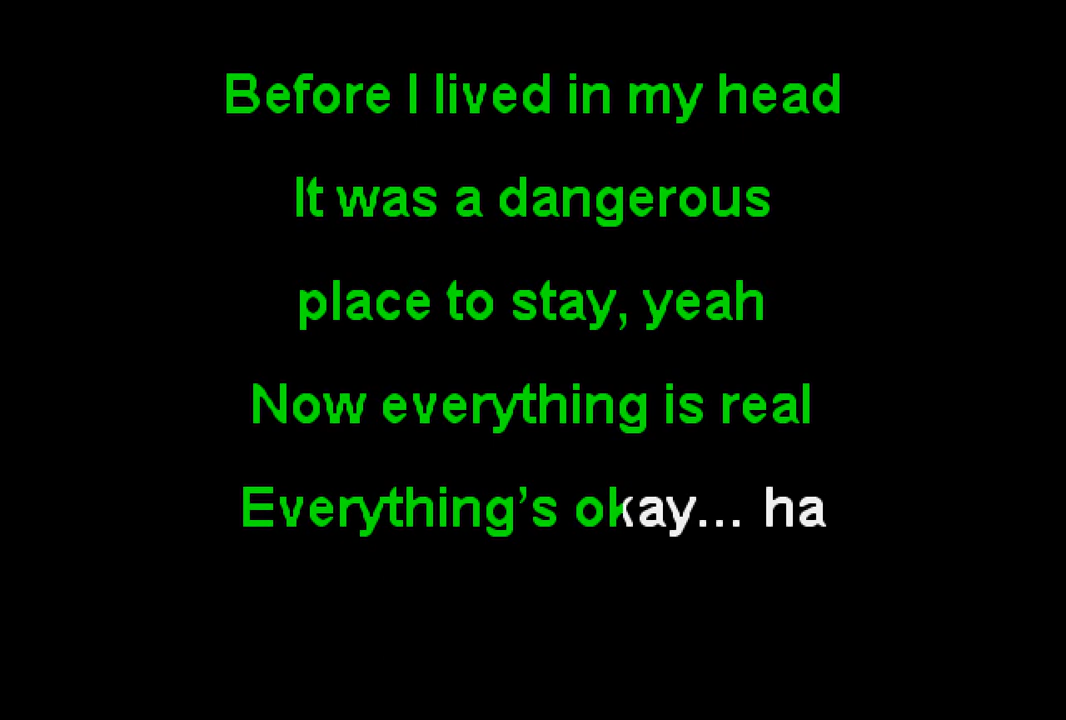 Before I lived in my head
It was a dangerous
place to stay, yeah
Now everything is real
Everything’s okay... ha